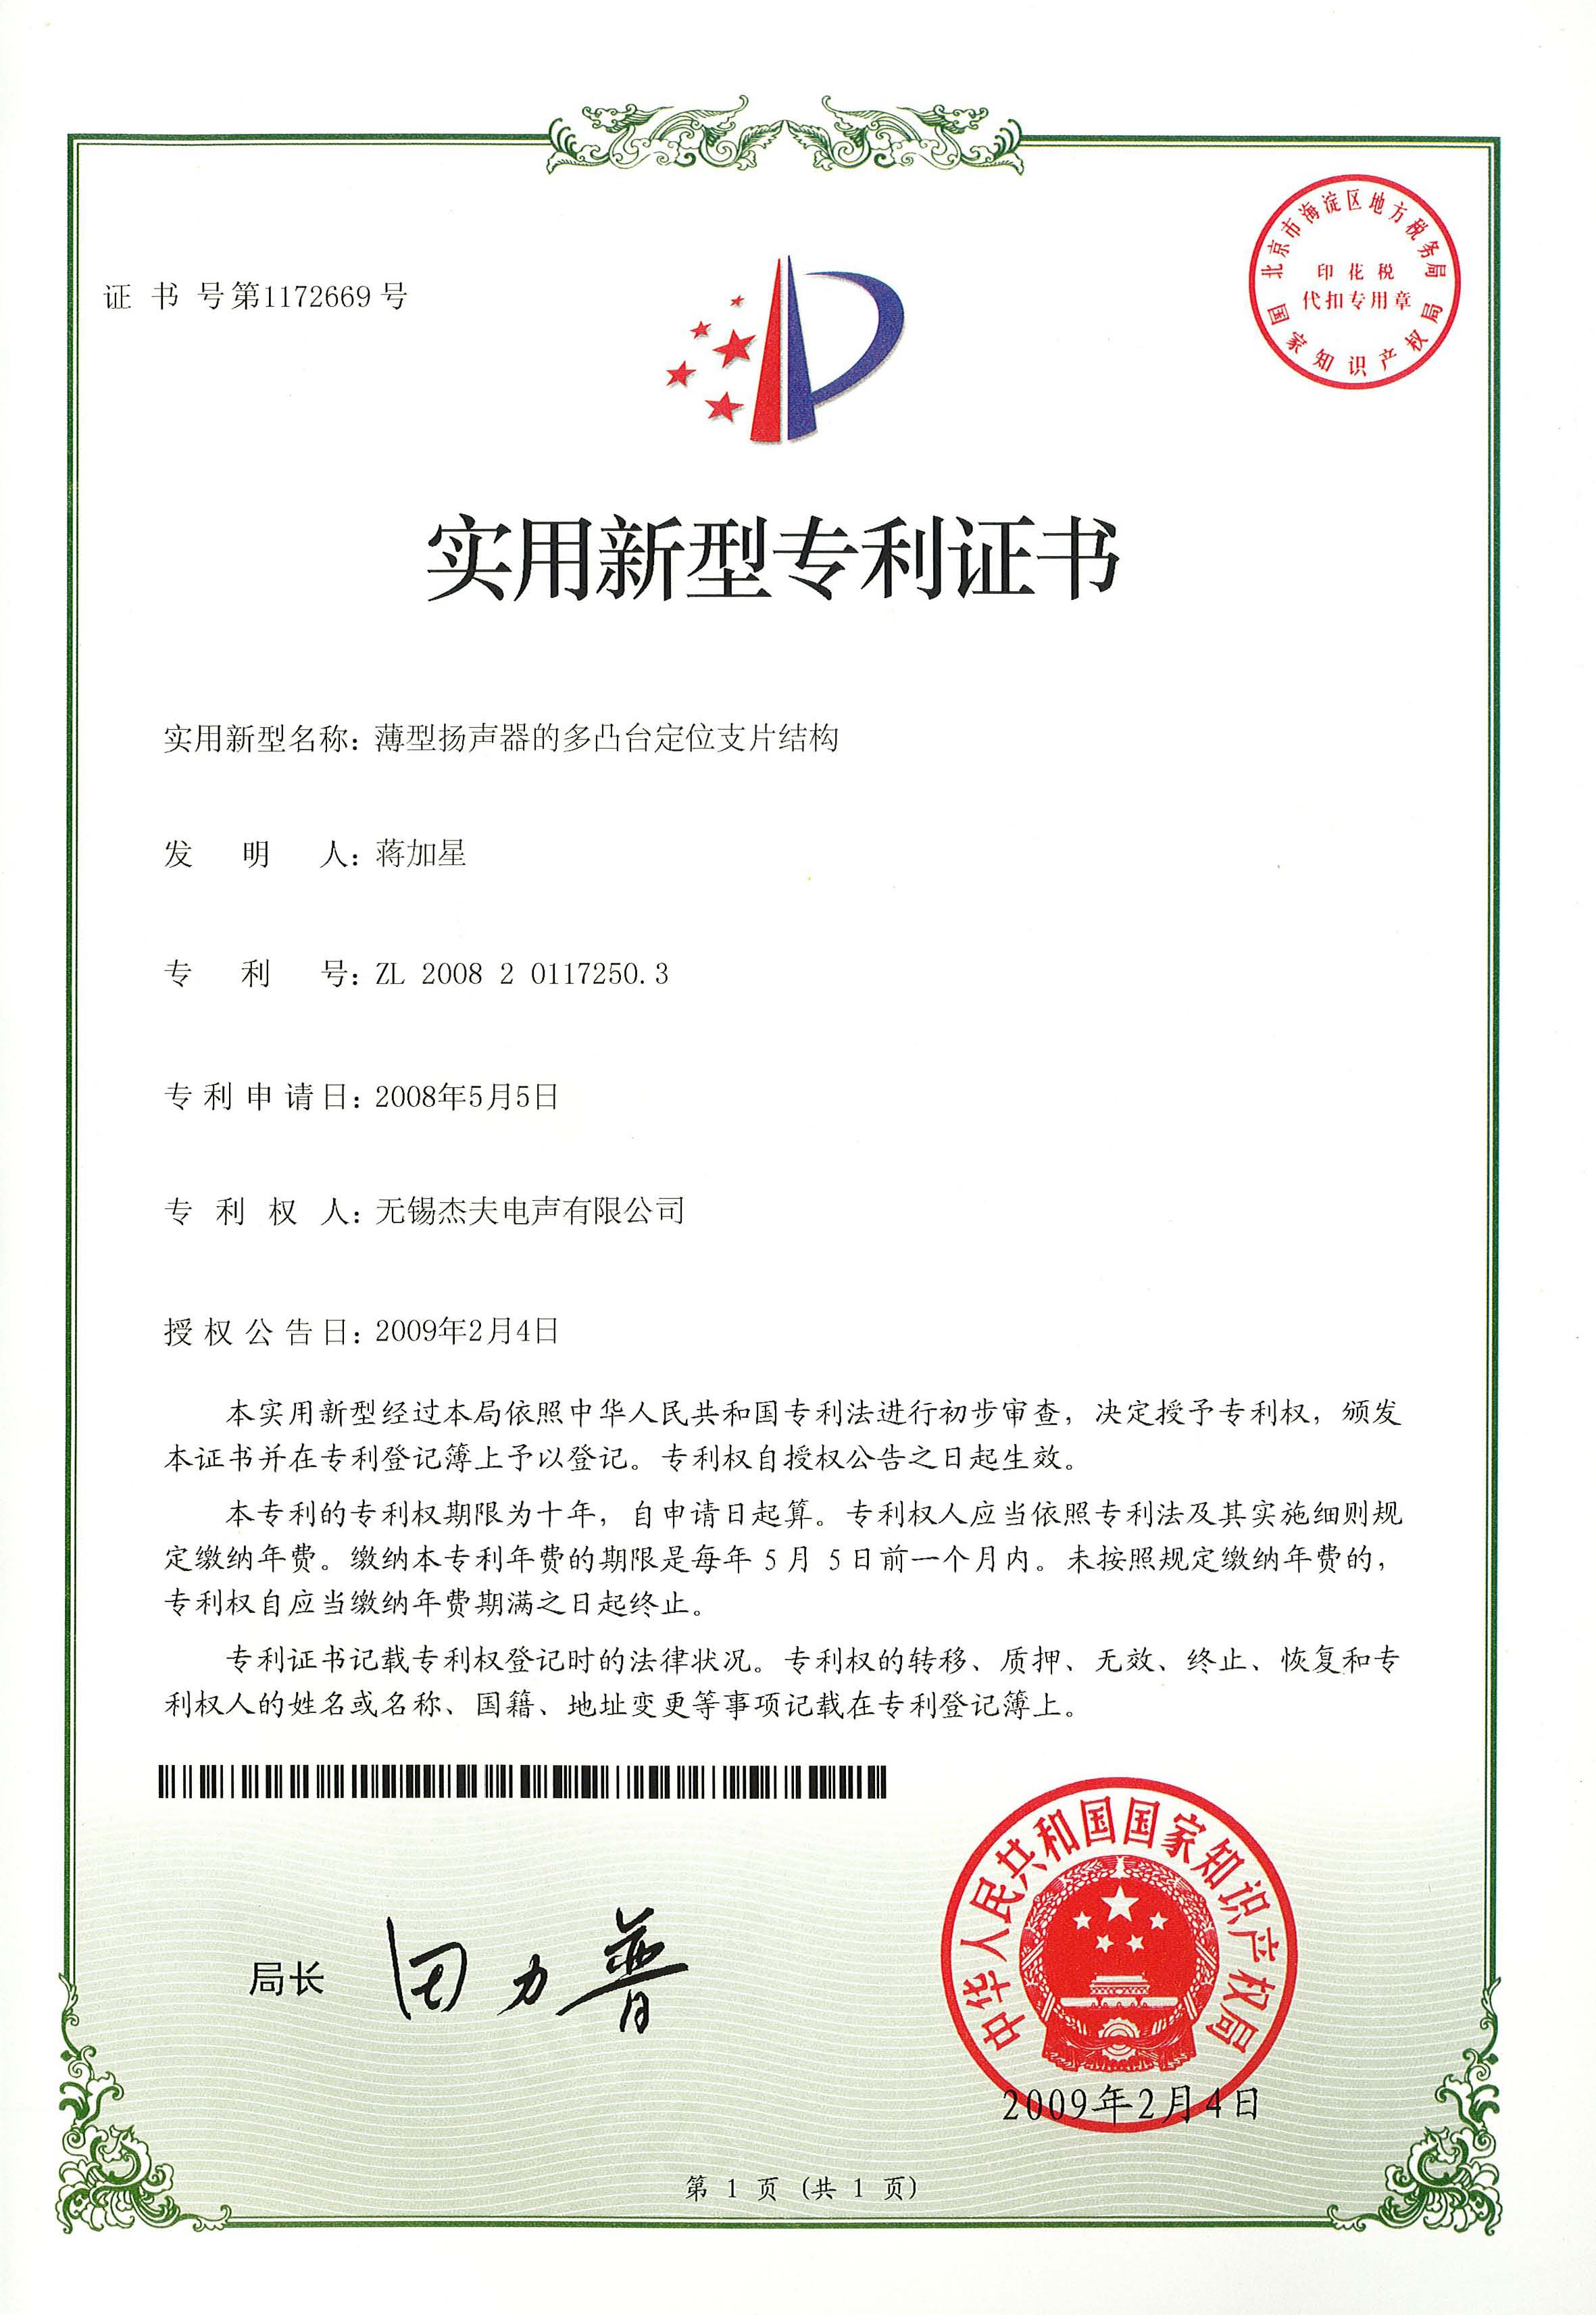 证书号第1172669号
北京市海淀区地方税务局
印花税
代扣专用章
国家知识产权局
实用新型专利证书
实用新型名称：薄型扬声器的多凸台定位支片结构
发明人：蒋加星
专利号：ZL 2008 2 0117250.3
专利申请日：2008年5月5日
专利权人：无锡杰夫电声有限公司
授权公告日：2009年2月4日
本实用新型经过本局依照中华人民共和国专利法进行初步审查，决定授予专利权，颁发
本证书并在专利登记簿上予以登记。专利权自授权公告之日起生效。
本专利的专利权期限为十年，自申请日起算。专利权人应当依照专利法及其实施细则规
定缴纳年费。缴纳本专利年费的期限是每年 5 月 5 日前一个月内。未按照规定缴纳年费的，
专利权自应当缴纳年费期满之日起终止。
专利证书记载专利权登记时的法律状况。专利权的转移、质押、无效、终止、恢复和专
利权人的姓名或名称、国籍、地址变更等事项记载在专利登记簿上。
局长 田力普
中华人民共和国国家知识产权局
2009年2月4日
第 1 页 (共 1 页)